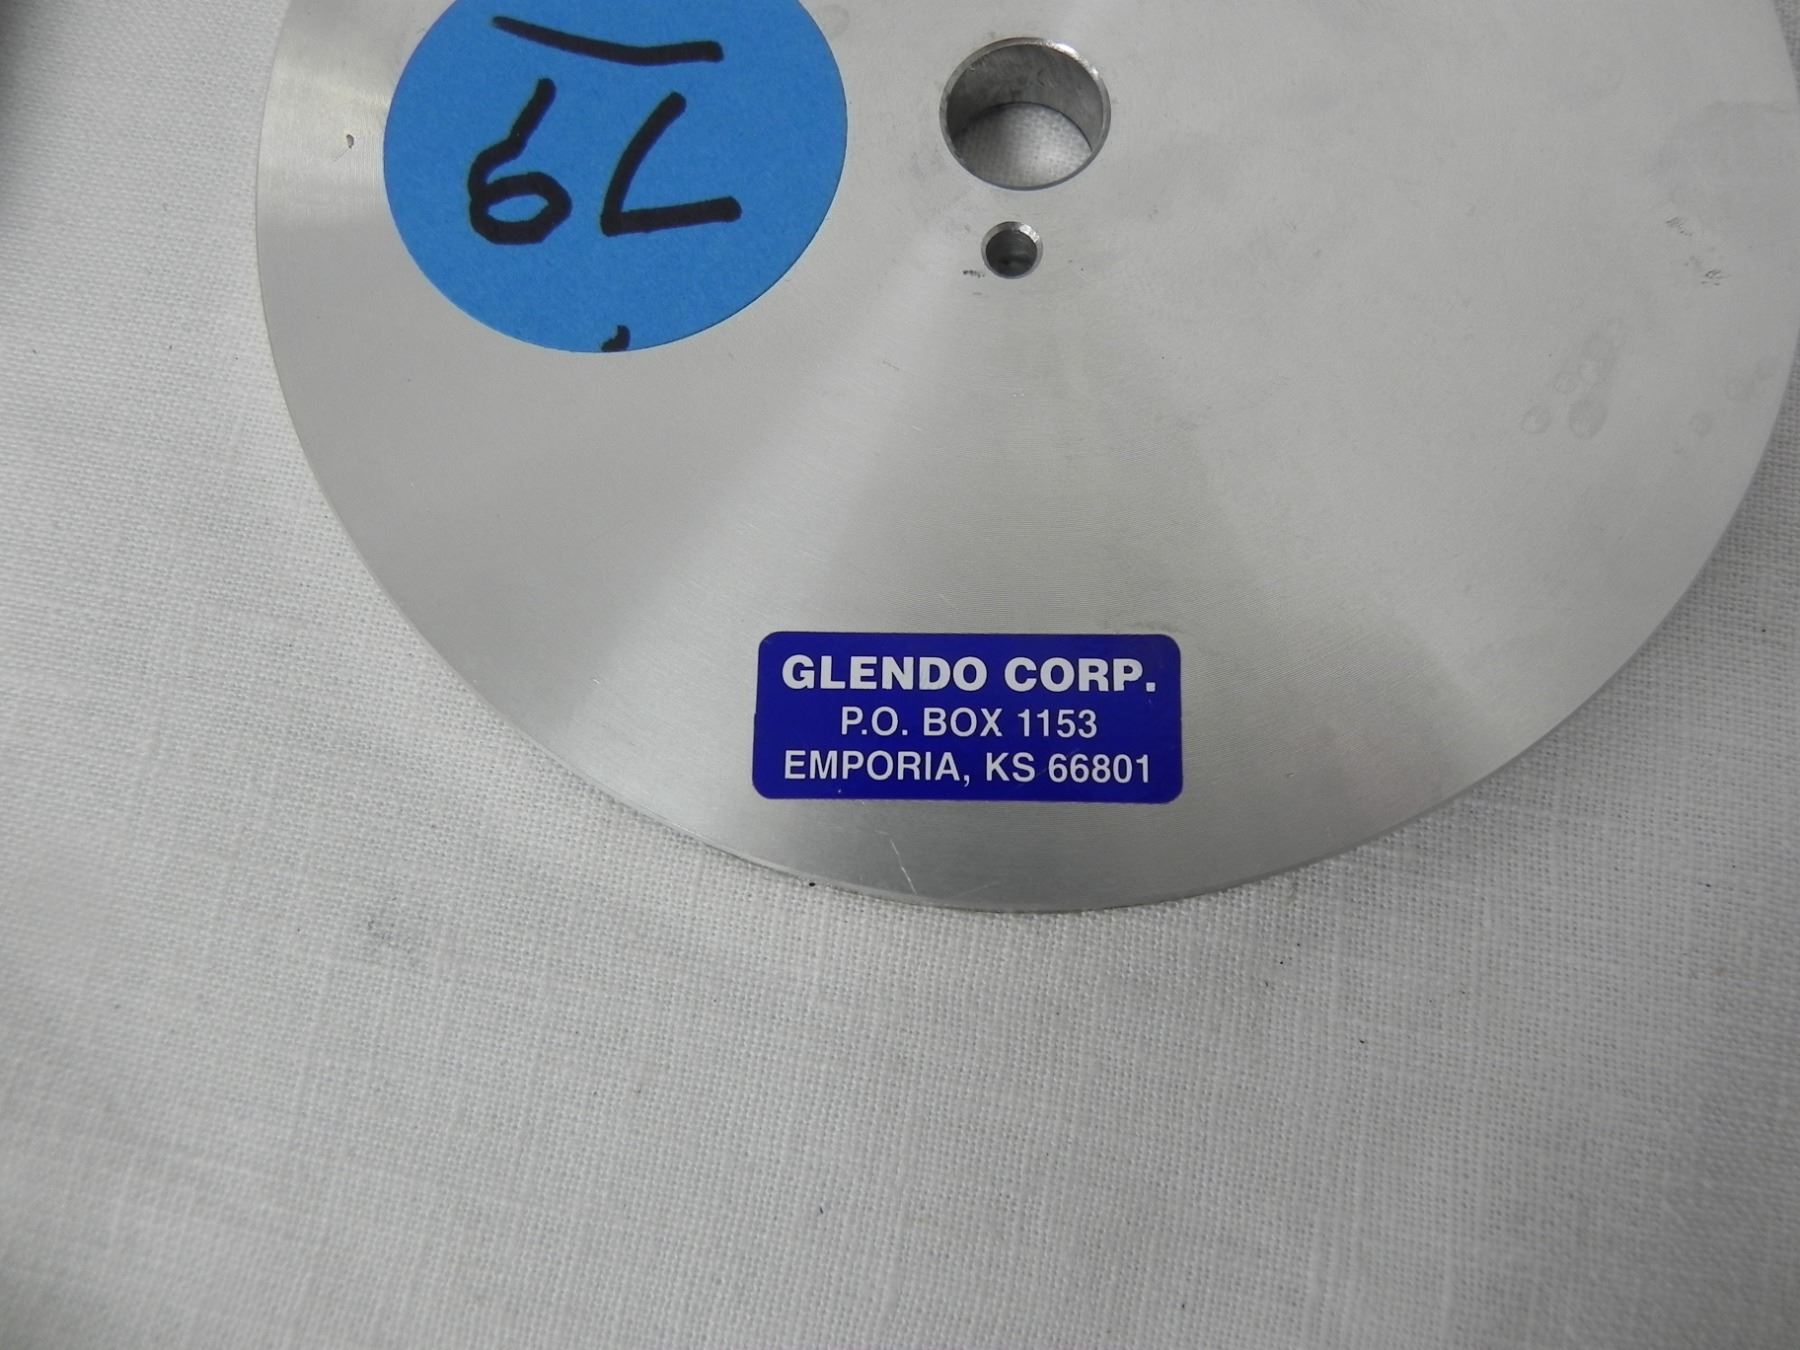 79
GLENDO CORP.
P.O. BOX 1153
EMPORIA, KS 66801